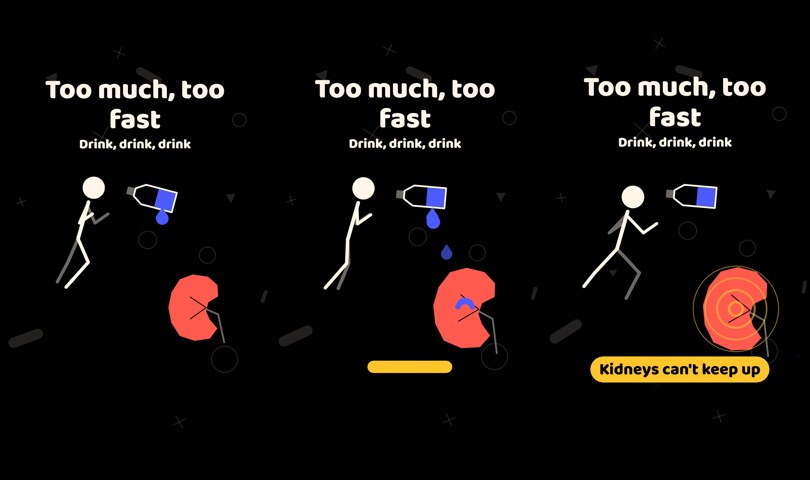 Too much, too
fast
Drink, drink, drink
Too much, too
fast
Drink, drink, drink
Too much, too
fast
Drink, drink, drink
Kidneys can't keep up